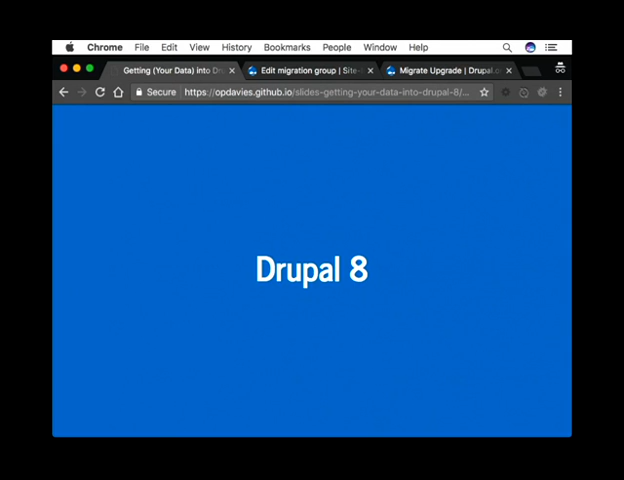 Chrome File Edit View History Bookmarks People Window Help
Getting (Your Data) into Dru Edit migration group | Site- Migrate Upgrade | Drupal.o
Secure https://opdavies.github.io/slides-getting-your-data-into-drupal-8/...
Drupal 8